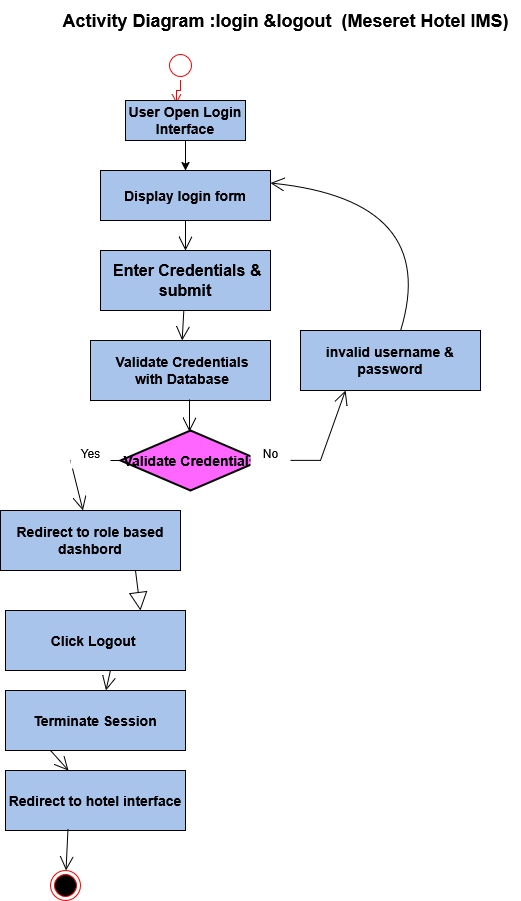 Activity Diagram :login &logout (Meseret Hotel IMS)
User Open Login
Interface
Display login form
Enter Credentials &
submit
Validate Credentials
with Database
invalid username &
password
Yes
Validate Credential
No
Redirect to role based
dashbord
Click Logout
Terminate Session
Redirect to hotel interface